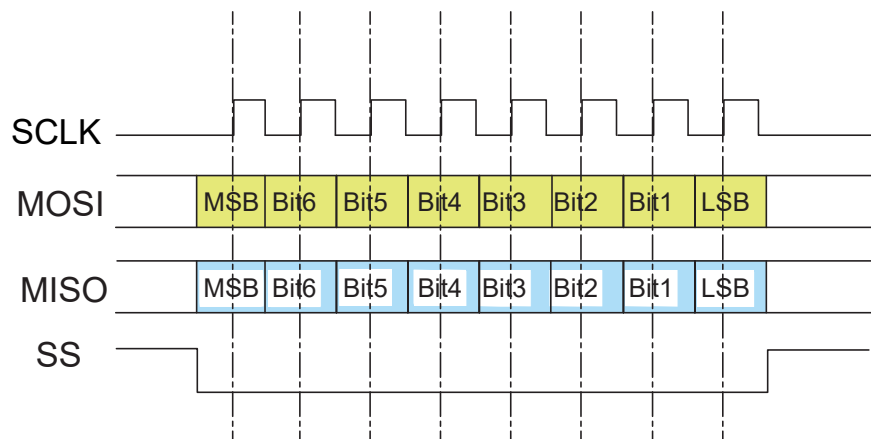 SCLK
MOSI MSB Bit6 Bit5 Bit4 Bit3 Bit2 Bit1 LSB
MISO MSB Bit6 Bit5 Bit4 Bit3 Bit2 Bit1 LSB
SS